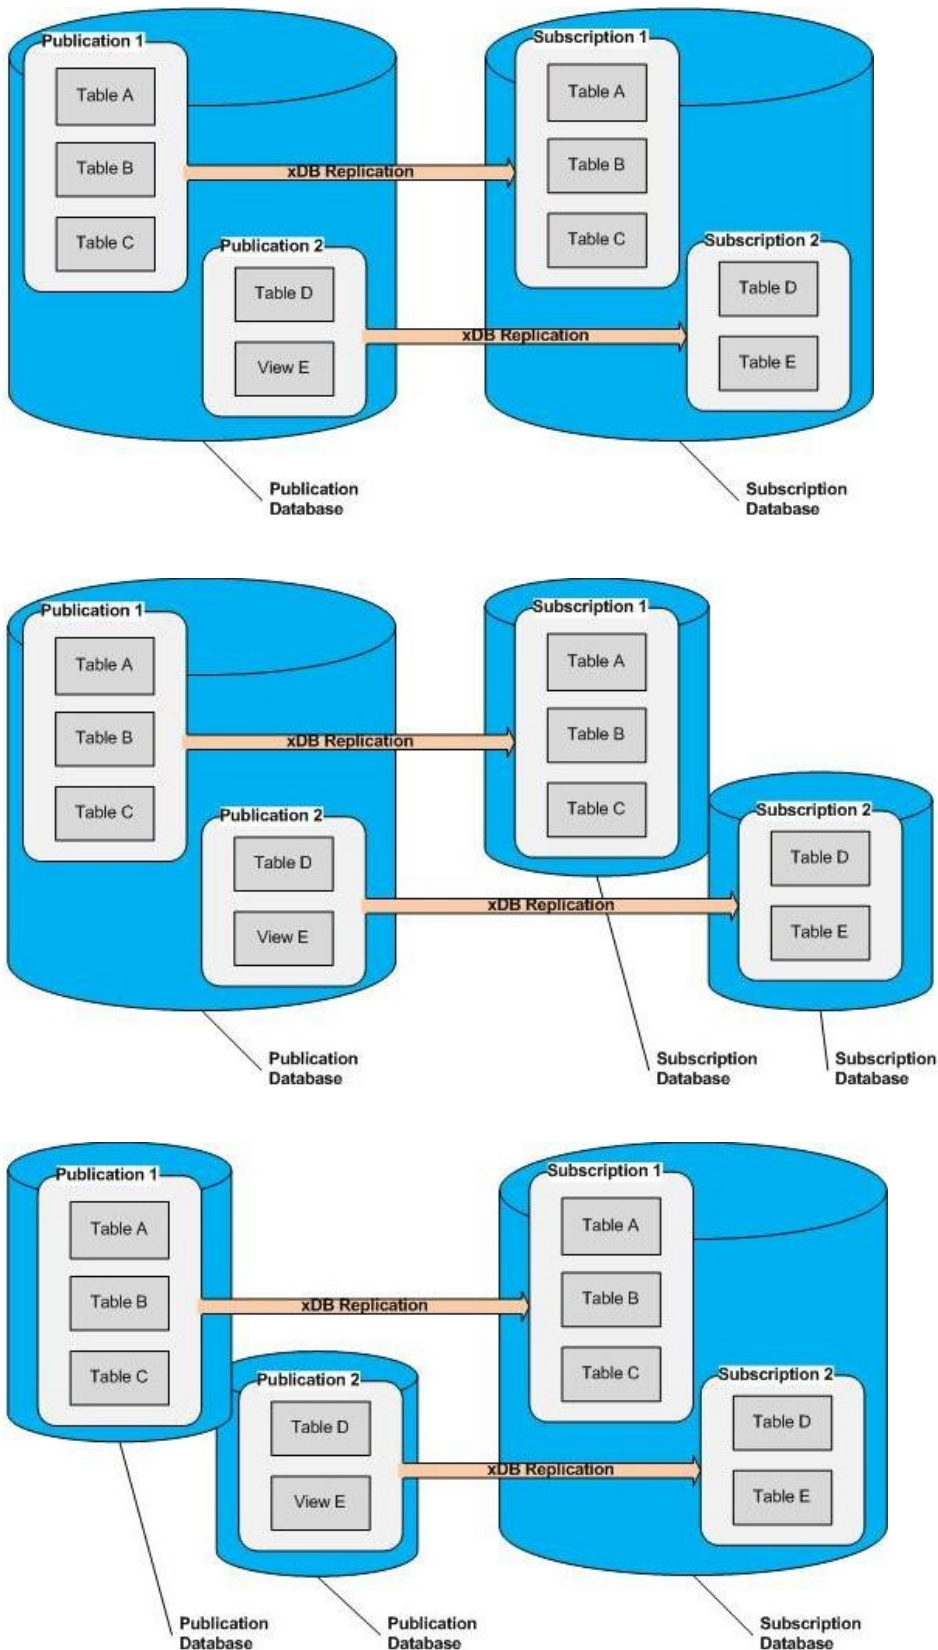 Publication 1
Table A
Table B
Table C
Publication 2
Table D
View E
xDB Replication
xDB Replication
Subscription 1
Table A
Table B
Table C
Subscription 2
Table D
Table E
Publication
Database
Subscription
Database
Publication 1
Table A
Table B
Table C
Publication 2
Table D
View E
xDB Replication
xDB Replication
Subscription 1
Table A
Table B
Table C
Subscription 2
Table D
Table E
Publication
Database
Subscription
Database
Subscription
Database
Publication 1
Table A
Table B
Table C
Publication 2
Table D
View E
xDB Replication
xDB Replication
Subscription 1
Table A
Table B
Table C
Subscription 2
Table D
Table E
Publication
Database
Publication
Database
Subscription
Database